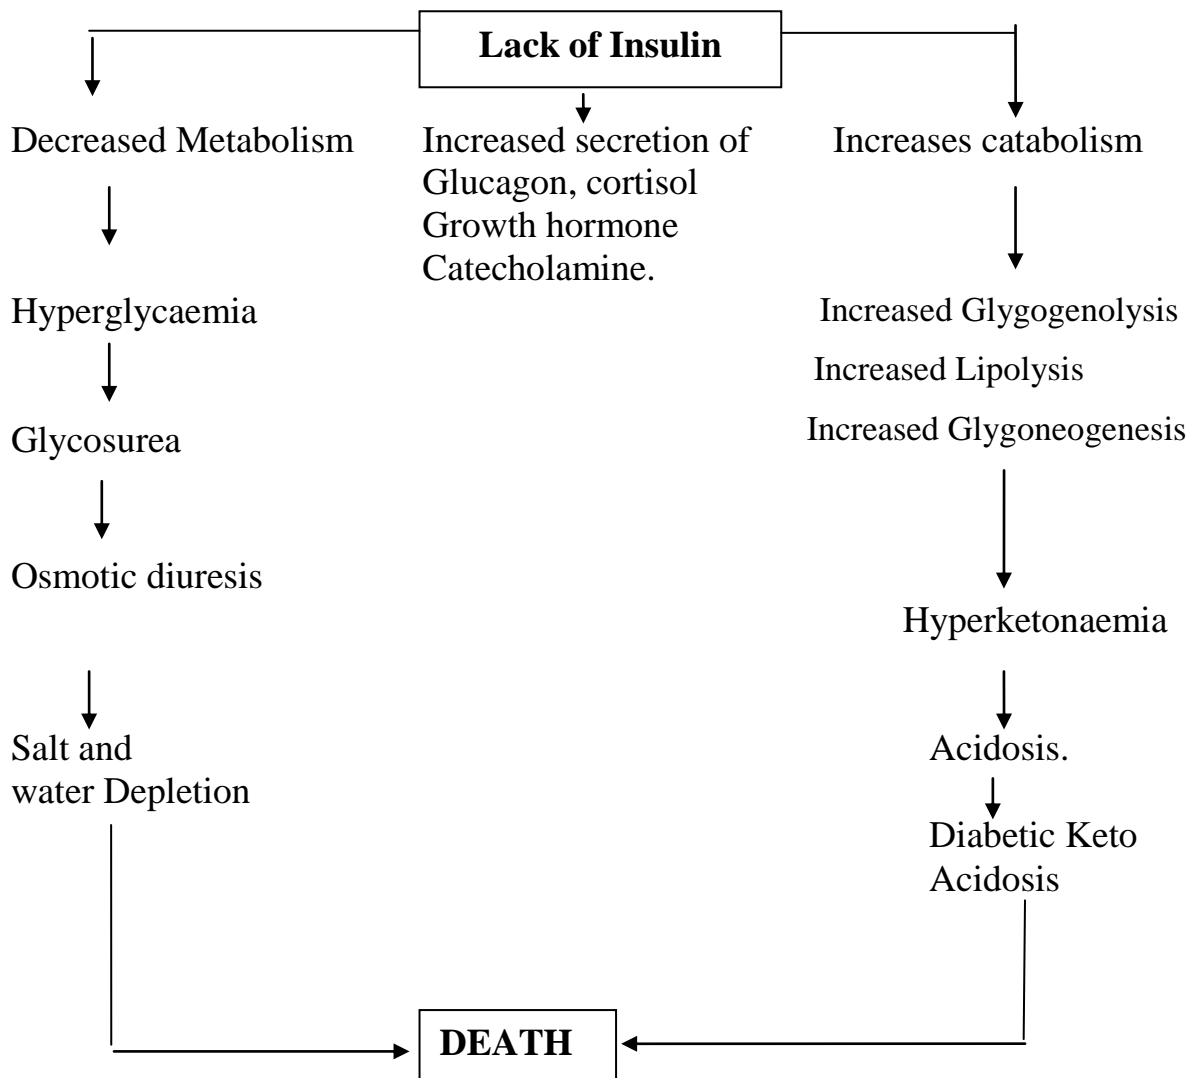 Lack of Insulin
Decreased Metabolism
Hyperglycaemia
Glycosurea
Osmotic diuresis
Salt and
water Depletion
Increased secretion of
Glucagon, cortisol
Growth hormone
Catecholamine.
Increases catabolism
Increased Glygogenolysis
Increased Lipolysis
Increased Glygoneogenesis
Hyperketonaemia
Acidosis.
Diabetic Keto
Acidosis
DEATH